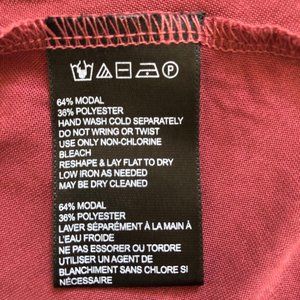 64% MODAL
36% POLYESTER
HAND WASH COLD SEPARATELY
DO NOT WRING OR TWIST
USE ONLY NON-CHLORINE
BLEACH
RESHAPE & LAY FLAT TO DRY
LOW IRON AS NEEDED
MAY BE DRY CLEANED
64% MODAL
36% POLYESTER
LAVER SÉPARÉMENT À LA MAIN À
L'EAU FROIDE
NE PAS ESSORER OU TORDRE
UTILISER UN AGENT DE
BLANCHIMENT SANS CHLORE SI
NÉCESSAIRE